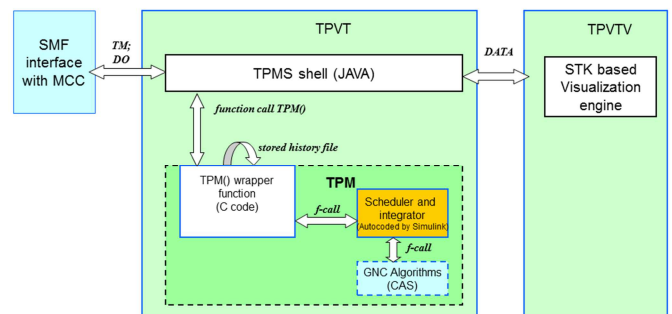 TPVT
TPVTV
SMF
interface
with MCC
TM;
DO
TPMS shell (JAVA)
DATA
STK based
Visualization
engine
function call TPM()
stored history file
TPM() wrapper
function
(C code)
TPM
f-call
Scheduler and
integrator
(Autocoded by Simulink)
f-call
GNC Algorithms
(CAS)